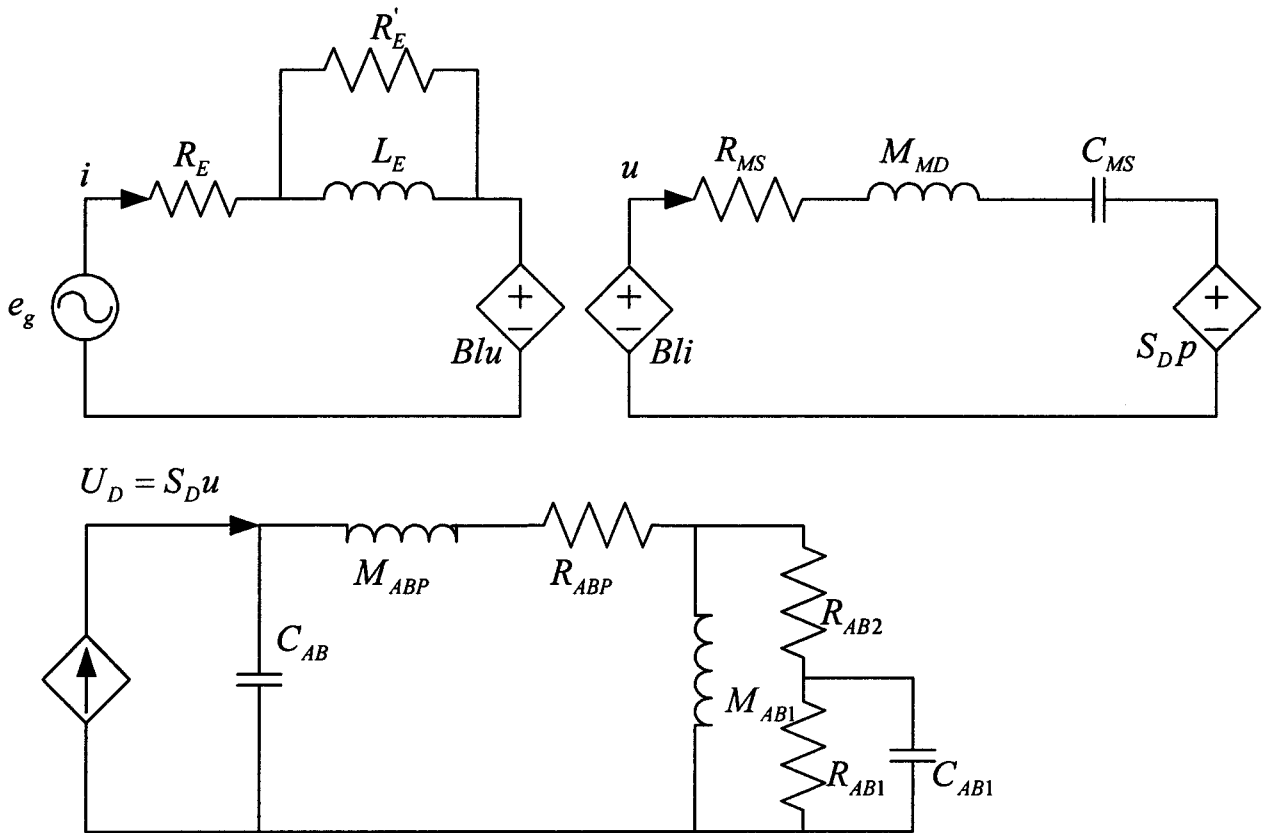 R'_E
i
R_E
L_E
u
R_MS
M_MD
C_MS
e_g
Blu
Bli
S_D p
U_D = S_D u
M_ABP
R_ABP
C_AB
R_AB2
M_AB1
R_AB1
C_AB1